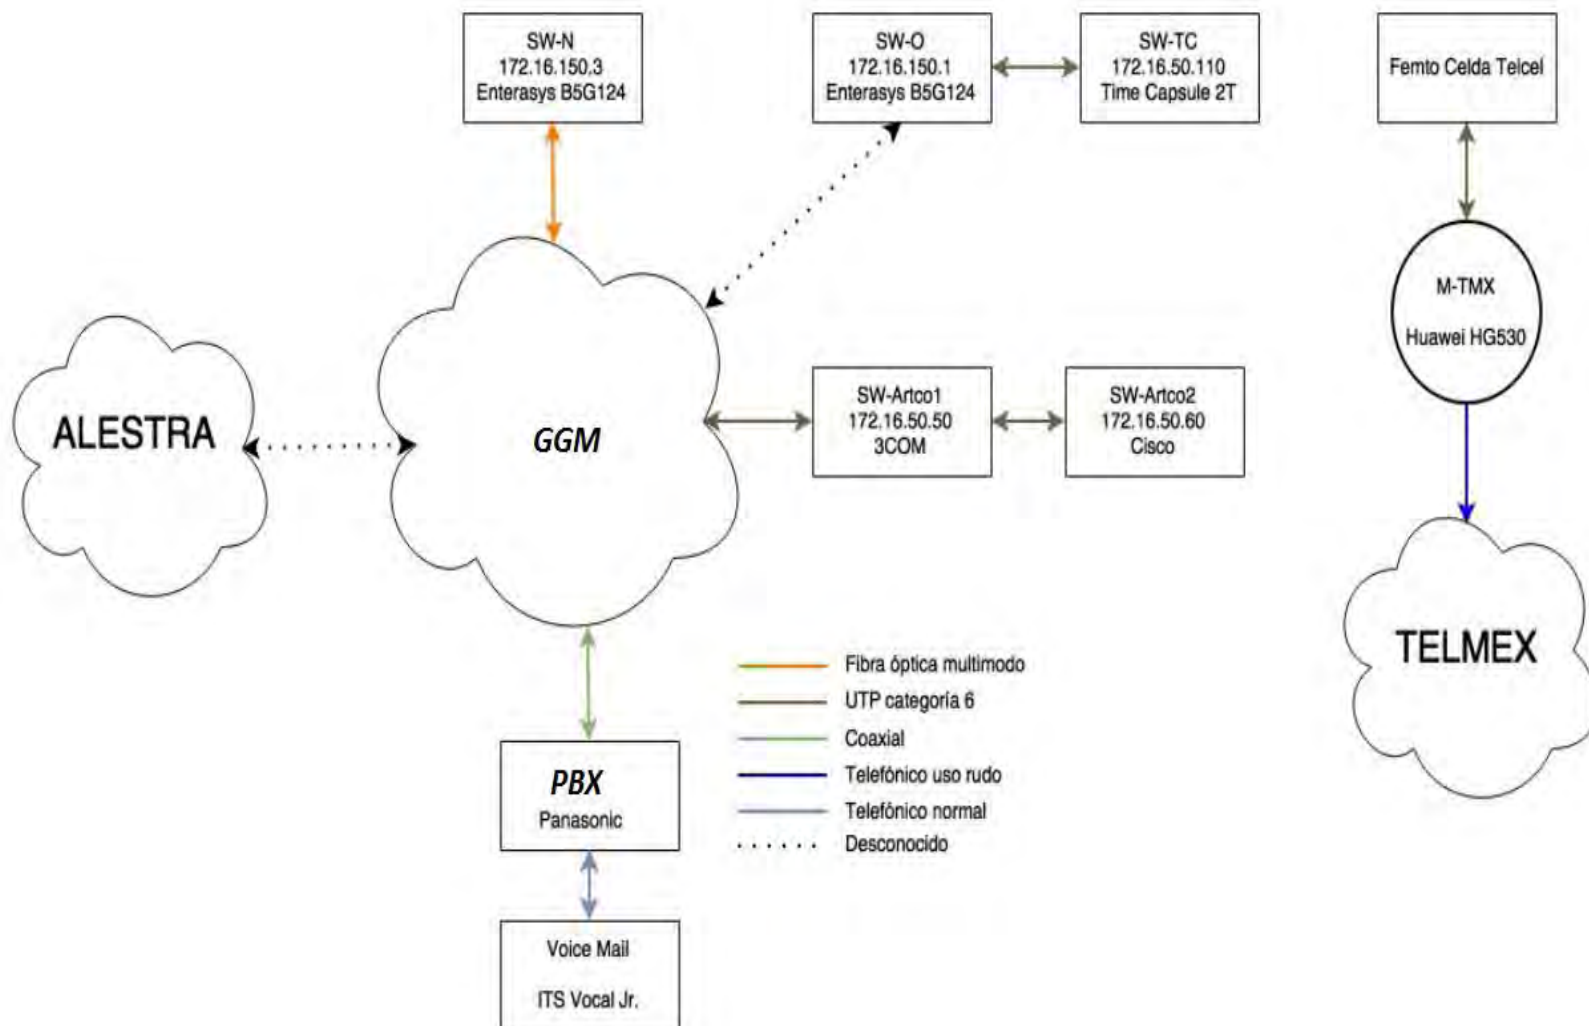 SW-N
172.16.150.3
Enterasys B5G124
SW-O
172.16.150.1
Enterasys B5G124
SW-TC
172.16.50.110
Time Capsule 2T
Femto Celda Telcel
M-TMX
Huawei HG530
ALESTRA
GGM
SW-Artco1
172.16.50.50
3COM
SW-Artco2
172.16.50.60
Cisco
TELMEX
PBX
Panasonic
Voice Mail
ITS Vocal Jr.
Fibra óptica multimodo
UTP categoría 6
Coaxial
Telefónico uso rudo
Telefónico normal
Desconocido